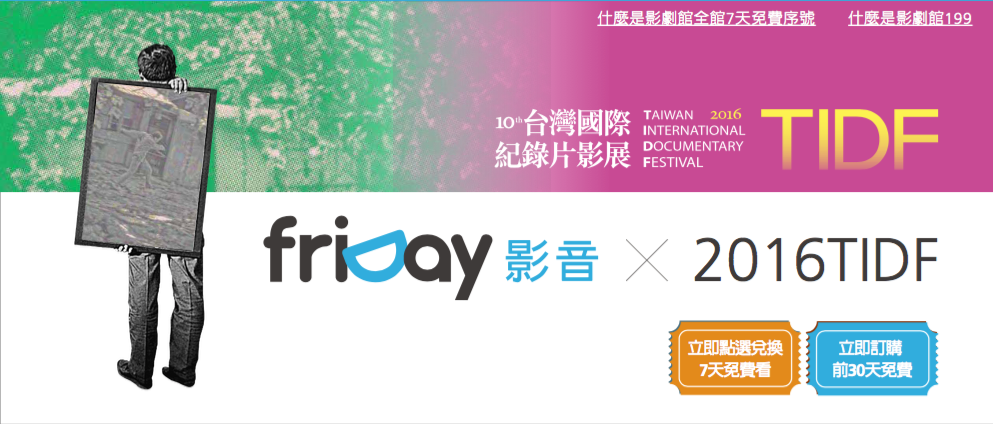 什麼是影劇館全館7天免費序號 什麼是影劇館199
10th台灣國際
紀錄片影展
TAIWAN 2016
INTERNATIONAL
DOCUMENTARY
FESTIVAL
TIDF
friDay影音 × 2016TIDF
立即點選兌換
7天免費看
立即訂購
前30天免費